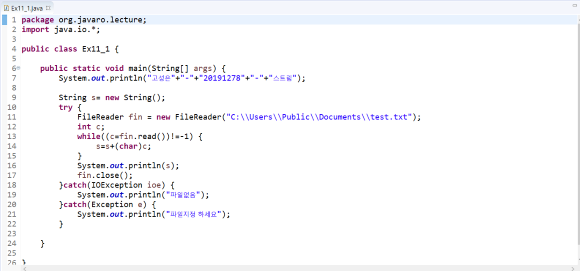 Ex11_1.java
1 package org.javaro.lecture;
2 import java.io.*;
3
4 public class Ex11_1 {
5
6 public static void main(String[] args) {
7 System.out.println("고성은"+"-"+"20191278"+"-"+"스트림");
8
9 String s= new String();
10 try {
11 FileReader fin = new FileReader("C:\\Users\\Public\\Documents\\test.txt");
12 int c;
13 while((c=fin.read())!=-1) {
14 s=s+(char)c;
15 }
16 System.out.println(s);
17 fin.close();
18 }catch(IOException ioe) {
19 System.out.println("파일없음");
20 }catch(Exception e) {
21 System.out.println("파일지정 하세요");
22 }
23
24 }
25
26 }